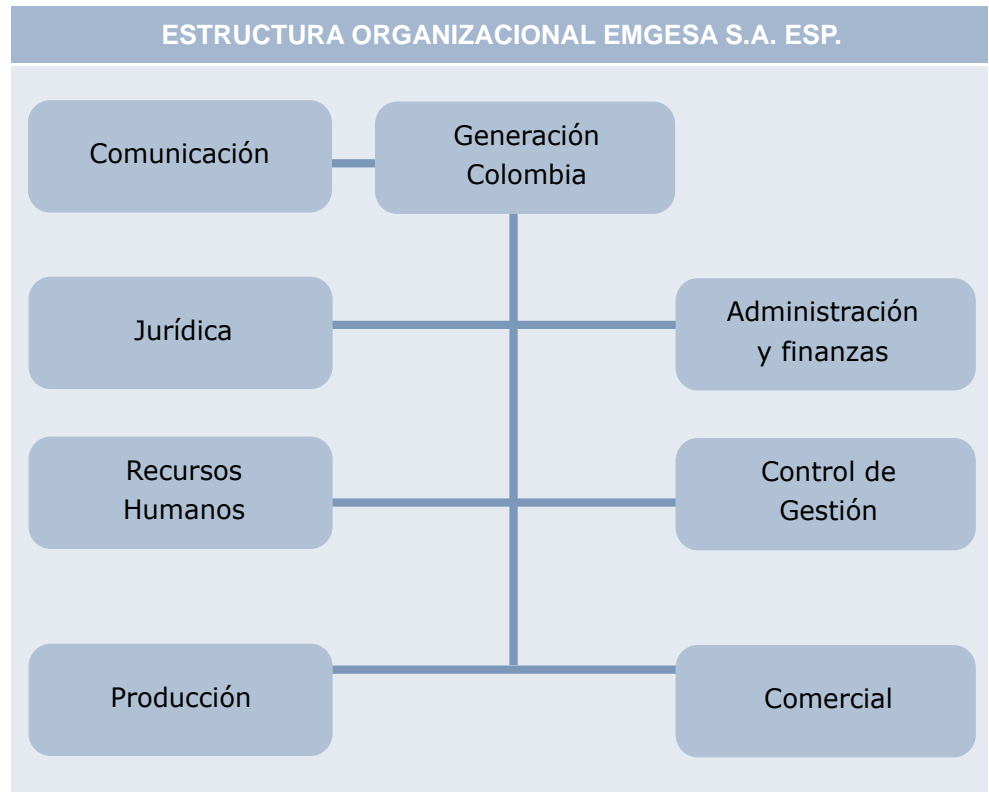 ESTRUCTURA ORGANIZACIONAL EMGESA S.A. ESP.
Comunicación
Generación
Colombia
Jurídica
Administración
y finanzas
Recursos
Humanos
Control de
Gestión
Producción
Comercial